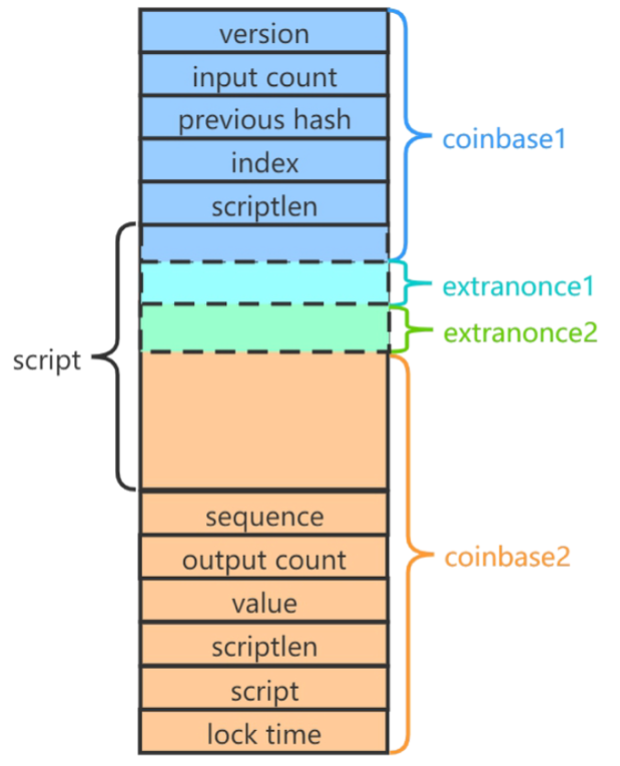 version
input count
previous hash
index
scriptlen
coinbase1
extranonce1
extranonce2
script
sequence
output count
value
scriptlen
script
lock time
coinbase2